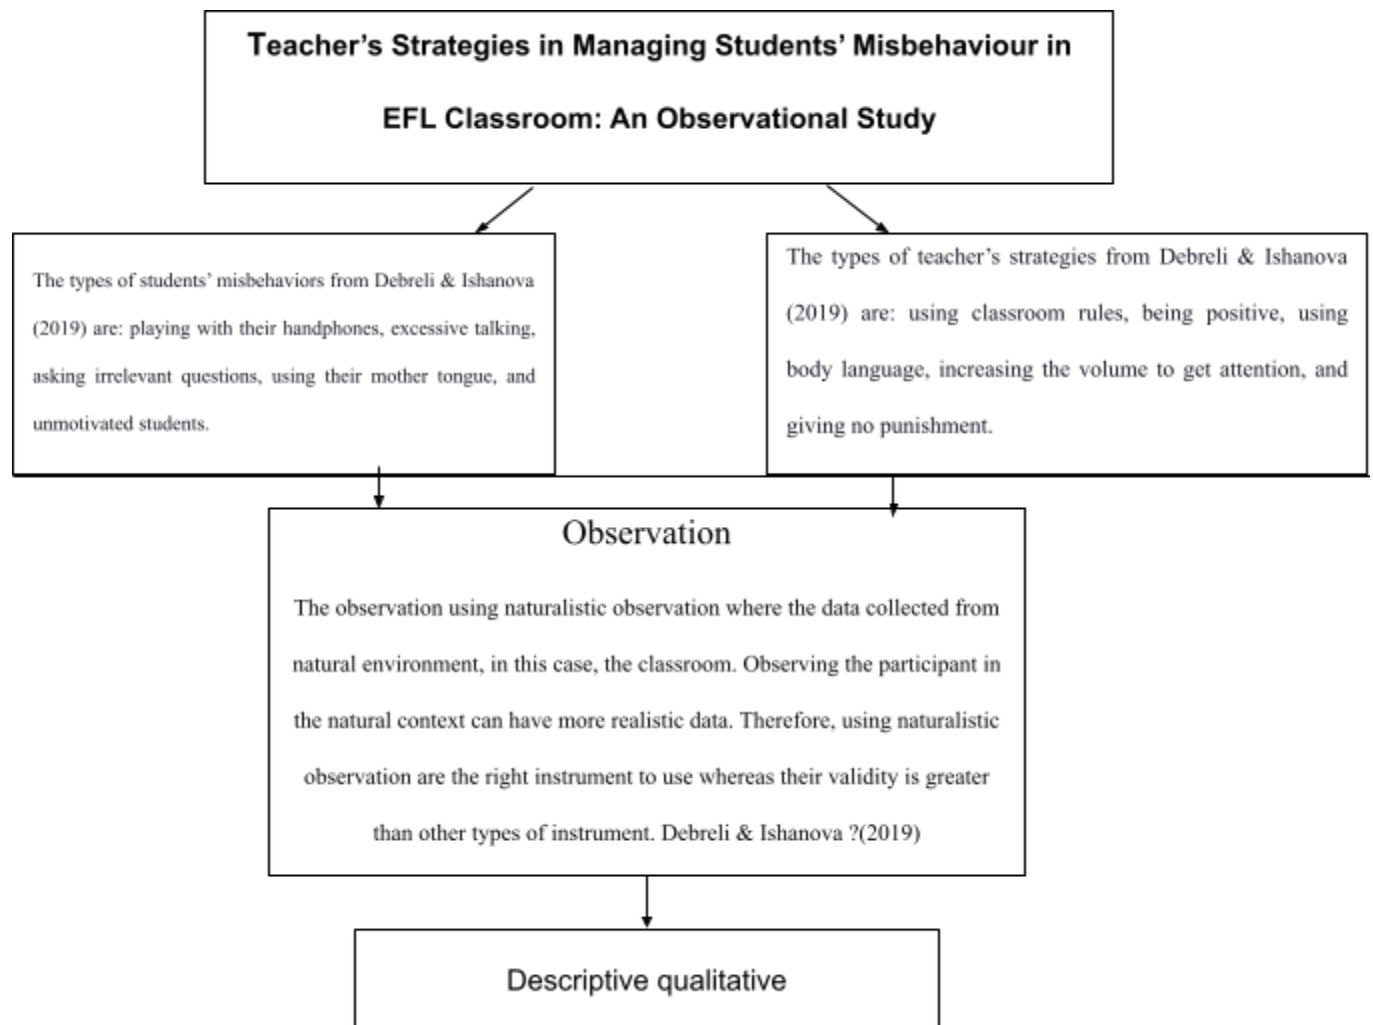 Teacher’s Strategies in Managing Students’ Misbehaviour in
EFL Classroom: An Observational Study
The types of students’ misbehaviors from Debreli & Ishanova
(2019) are: playing with their handphones, excessive talking,
asking irrelevant questions, using their mother tongue, and
unmotivated students.
The types of teacher’s strategies from Debreli & Ishanova
(2019) are: using classroom rules, being positive, using
body language, increasing the volume to get attention, and
giving no punishment.
Observation
The observation using naturalistic observation where the data collected from
natural environment, in this case, the classroom. Observing the participant in
the natural context can have more realistic data. Therefore, using naturalistic
observation are the right instrument to use whereas their validity is greater
than other types of instrument. Debreli & Ishanova ?(2019)
Descriptive qualitative